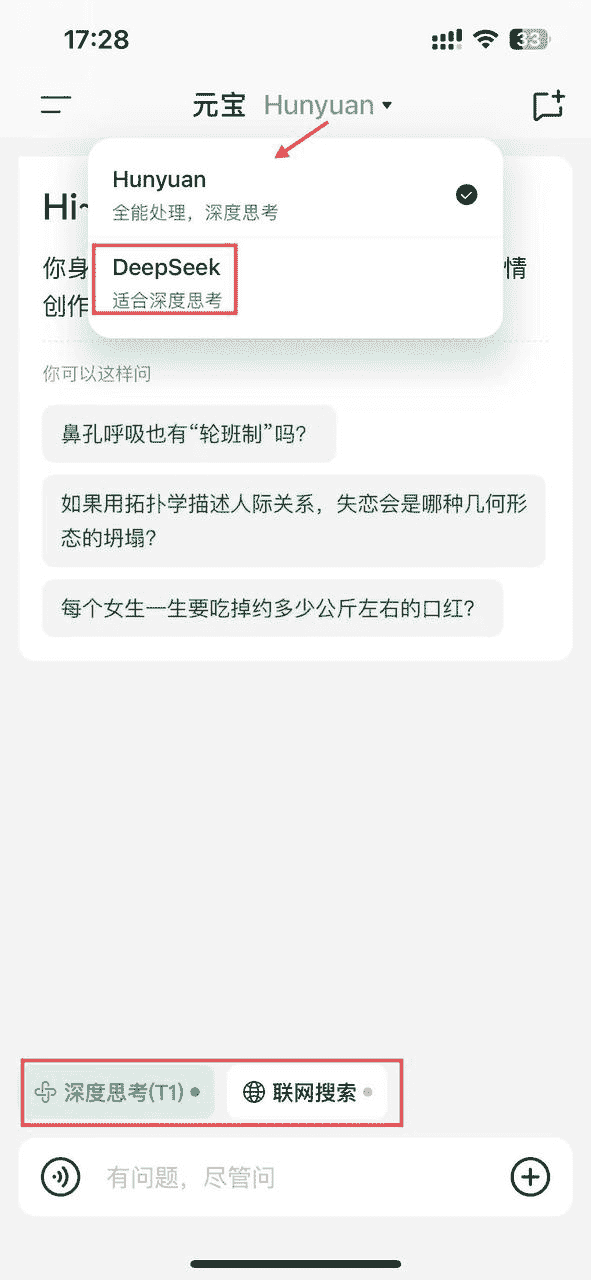 17:28
33
元宝 Hunyuan
Hunyuan
全能处理，深度思考
DeepSeek
适合深度思考
Hi~
你身
情
创作
你可以这样问
鼻孔呼吸也有“轮班制”吗？
如果用拓扑学描述人际关系，失恋会是哪种几何形
态的坍塌？
每个女生一生要吃掉约多少公斤左右的口红？
深度思考(T1)
联网搜索
有问题，尽管问